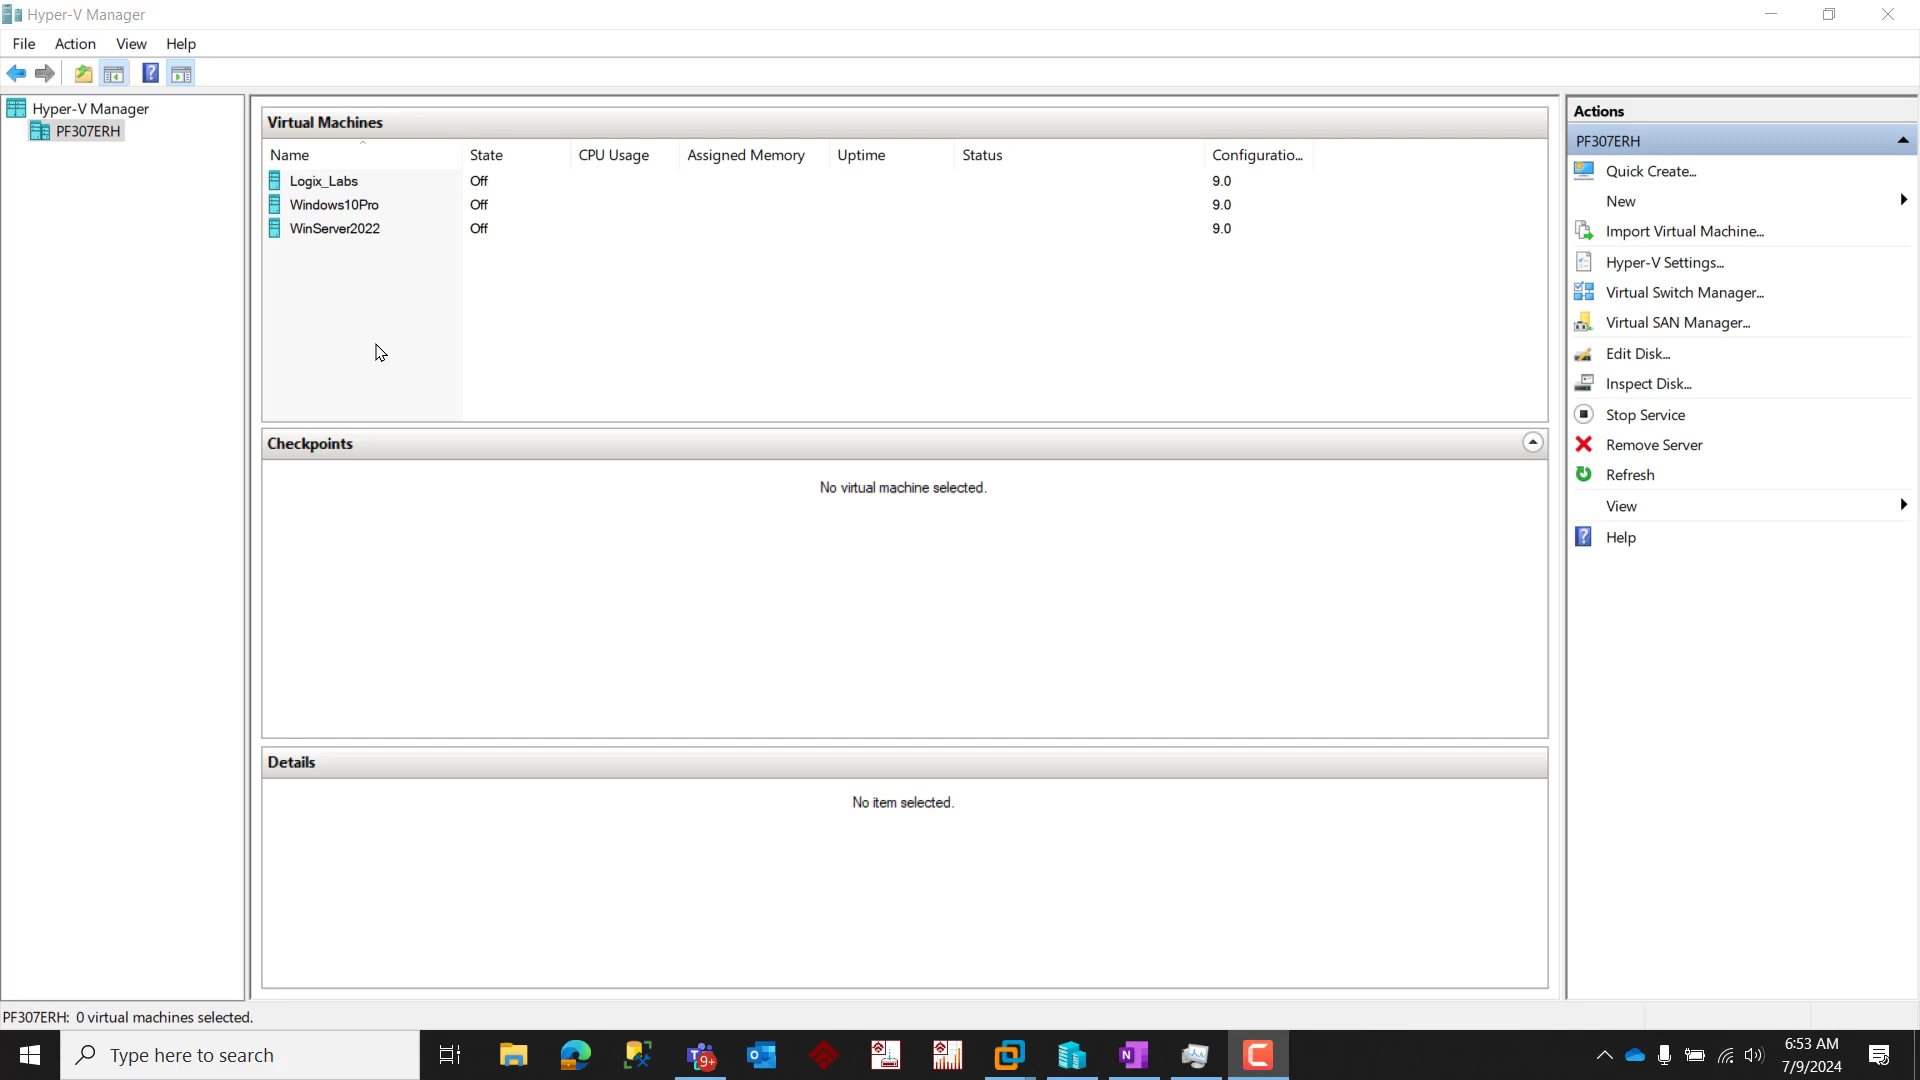 Hyper-V Manager
File Action View Help
Hyper-V Manager
PF307ERH
Virtual Machines
Name State CPU Usage Assigned Memory Uptime Status Configuratio...
Logix_Labs Off 9.0
Windows10Pro Off 9.0
WinServer2022 Off 9.0
Checkpoints
No virtual machine selected.
Details
No item selected.
Actions
PF307ERH
Quick Create...
New
Import Virtual Machine...
Hyper-V Settings...
Virtual Switch Manager...
Virtual SAN Manager...
Edit Disk...
Inspect Disk...
Stop Service
Remove Server
Refresh
View
Help
PF307ERH: 0 virtual machines selected.
Type here to search
9+
6:53 AM
7/9/2024